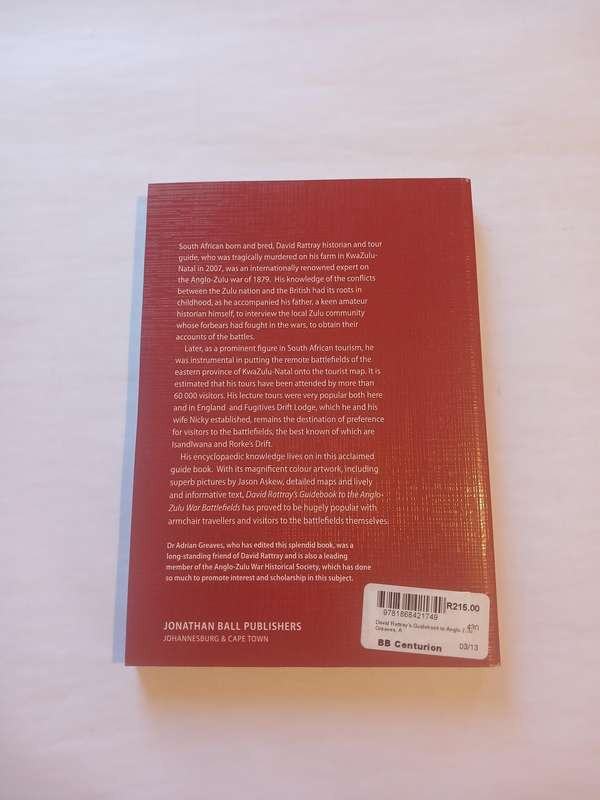 South African born and bred, David Rattray historian and tour
guide, who was tragically murdered on his farm in KwaZulu-
Natal in 2007, was an internationally renowned expert on
the Anglo-Zulu war of 1879. His knowledge of the conflicts
between the Zulu nation and the British had its roots in
childhood, as he accompanied his father, a keen amateur
historian himself, to interview the local Zulu community
whose forbears had fought in the wars, to obtain their
accounts of the battles.
Later, as a prominent figure in South African tourism, he
was instrumental in putting the remote battlefields of the
eastern province of KwaZulu-Natal onto the tourist map. It is
estimated that his tours have been attended by more than
60 000 visitors. His lecture tours were very popular both here
and in England and Fugitives Drift Lodge, which he and his
wife Nicky established, remains the destination of preference
for visitors to the battlefields, the best known of which are
Isandlwana and Rorke's Drift.
His encyclopaedic knowledge lives on in this acclaimed
guide book. With its magnificent colour artwork, including
superb pictures by Jason Askew, detailed maps and lively
and informative text, David Rattray's Guidebook to the Anglo-
Zulu War Battlefields has proved to be hugely popular with
armchair travellers and visitors to the battlefields themselves.
Dr Adrian Greaves, who has edited this splendid book, was a
long-standing friend of David Rattray and is also a leading
member of the Anglo-Zulu War Historical Society, which has done
so much to promote interest and scholarship in this subject.
JONATHAN BALL PUBLISHERS
JOHANNESBURG & CAPE TOWN
R215.00
9781868421749
David Rattray's Guidebook to Anglo
Greaves, A
BB Centurion
03/13